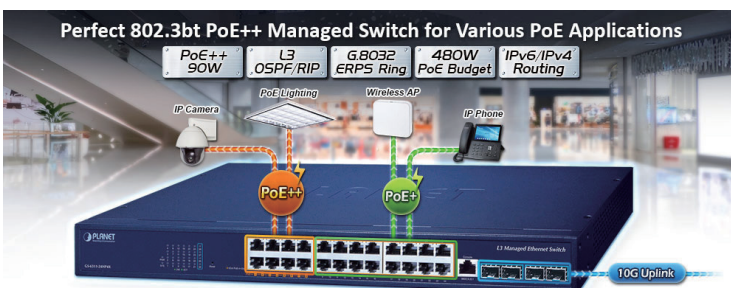 Perfect 802.3bt PoE++ Managed Switch for Various PoE Applications
PoE++
90W
L3
OSPF/RIP
G.8032
ERPS Ring
480W
PoE Budget
IPv6/IPv4
Routing
IP Camera
PoE Lighting
Wireless AP
IP Phone
PoE++
PoE+
PLANET
L3 Managed Ethernet Switch
10G Uplink